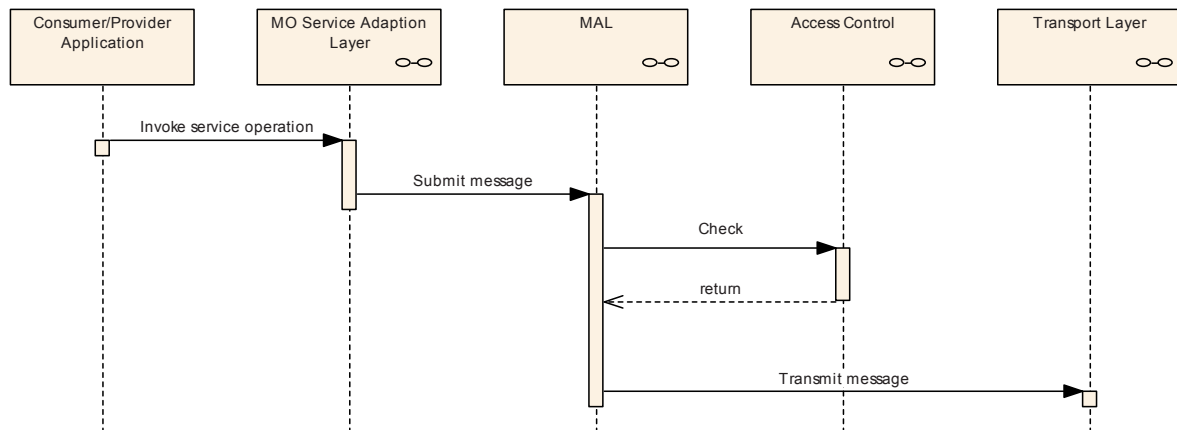 Consumer/Provider
Application
MO Service Adaption
Layer
MAL
Access Control
Transport Layer
Invoke service operation
Submit message
Check
return
Transmit message